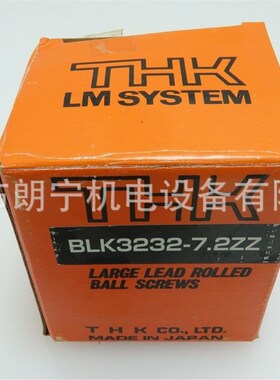 THK
LM SYSTEM
THK
朗宁机电设备有限
BLK3232-7.2ZZ
LARGE LEAD ROLLED
BALL SCREWS
THK CO., LTD.
MADE IN JAPAN